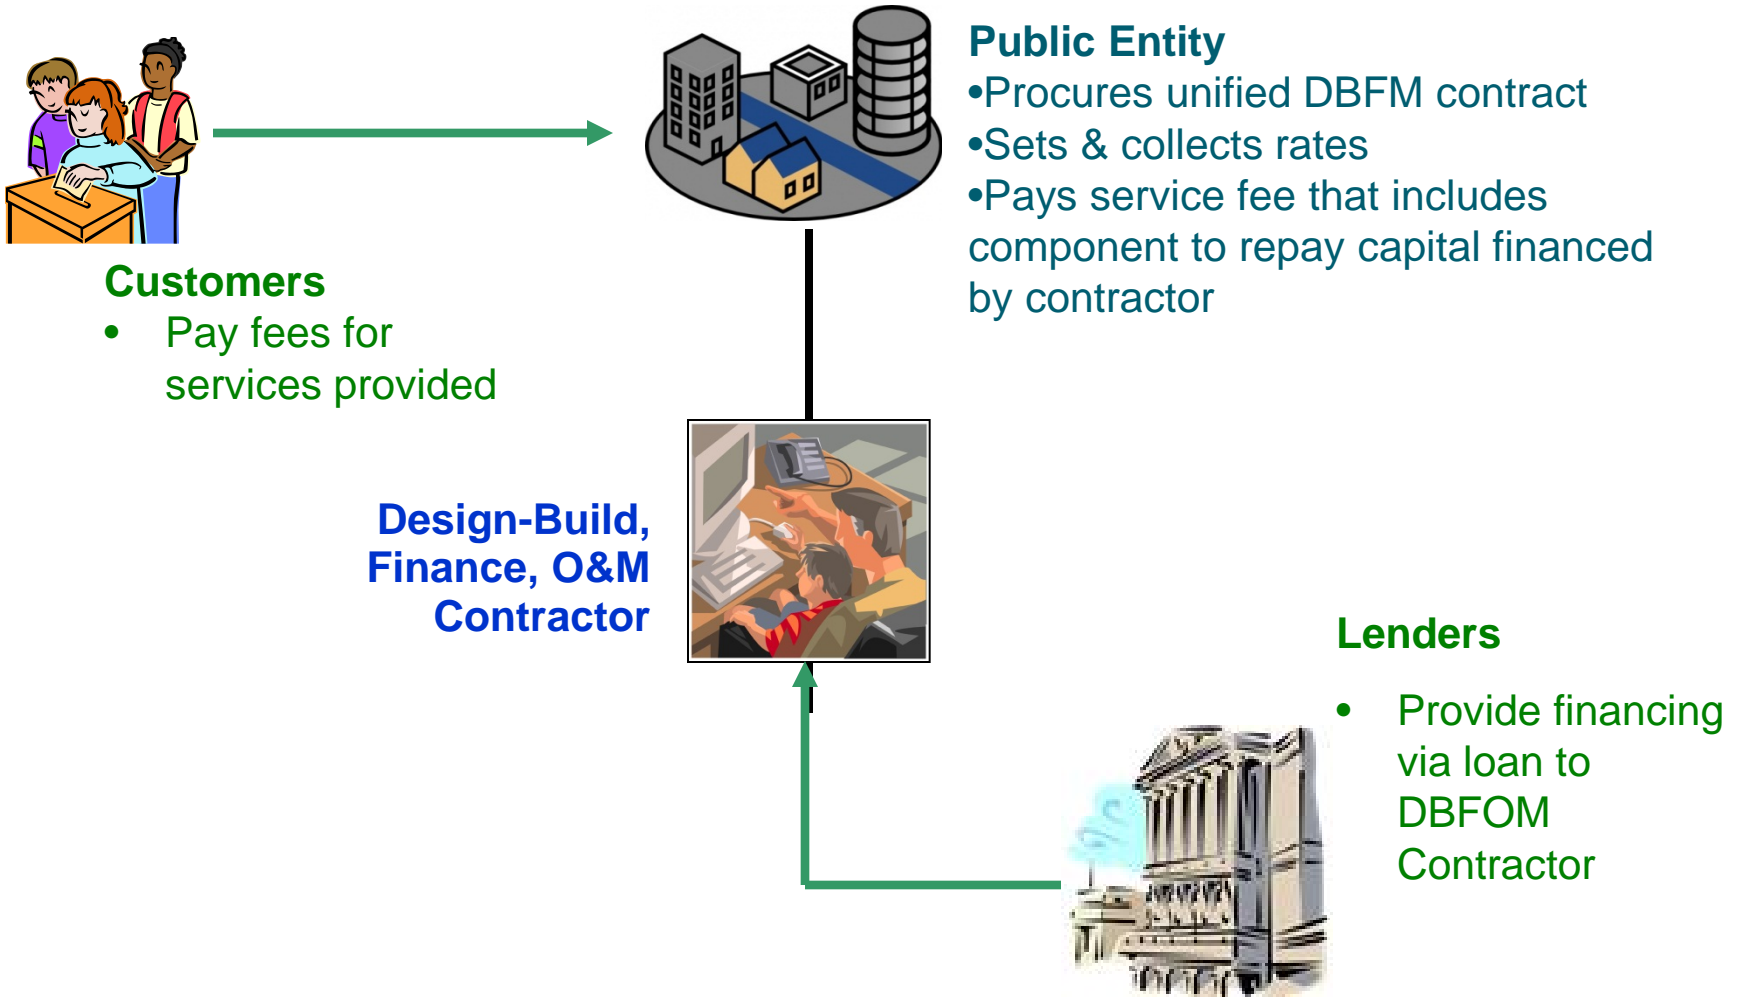 Public Entity
•Procures unified DBFM contract
•Sets & collects rates
•Pays service fee that includes
component to repay capital financed
by contractor
Customers
• Pay fees for
services provided
Design-Build,
Finance, O&M
Contractor
Lenders
• Provide financing
via loan to
DBFOM
Contractor